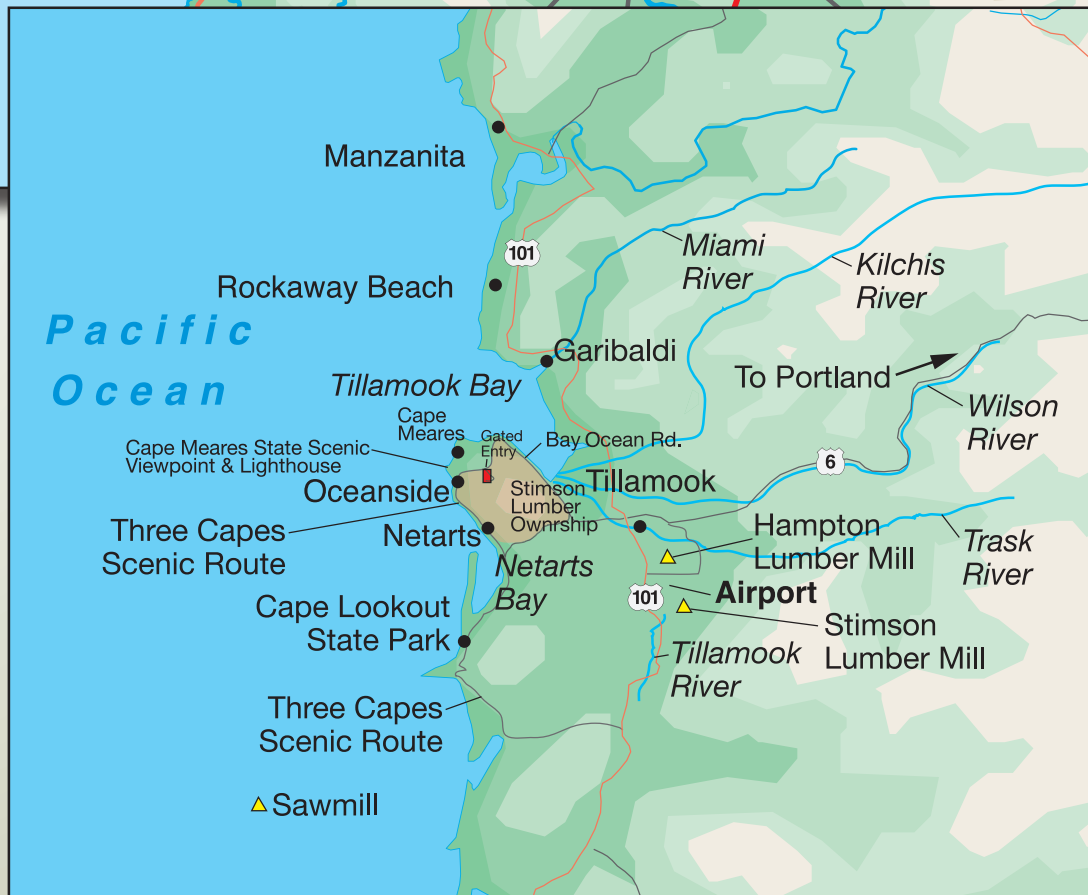 Manzanita
101
Miami
River
Kilchis
River
Rockaway Beach
Pacific
Ocean
Garibaldi
To Portland
Tillamook Bay
Wilson
River
Cape
Meares
Gated
Entry
Bay Ocean Rd.
Cape Meares State Scenic
Viewpoint & Lighthouse
6
Oceanside
Stimson
Lumber
Ownrship
Tillamook
Three Capes
Scenic Route
Netarts
Hampton
Lumber Mill
Trask
River
Netarts
Bay
Airport
101
Cape Lookout
State Park
Stimson
Lumber Mill
Tillamook
River
Three Capes
Scenic Route
Sawmill